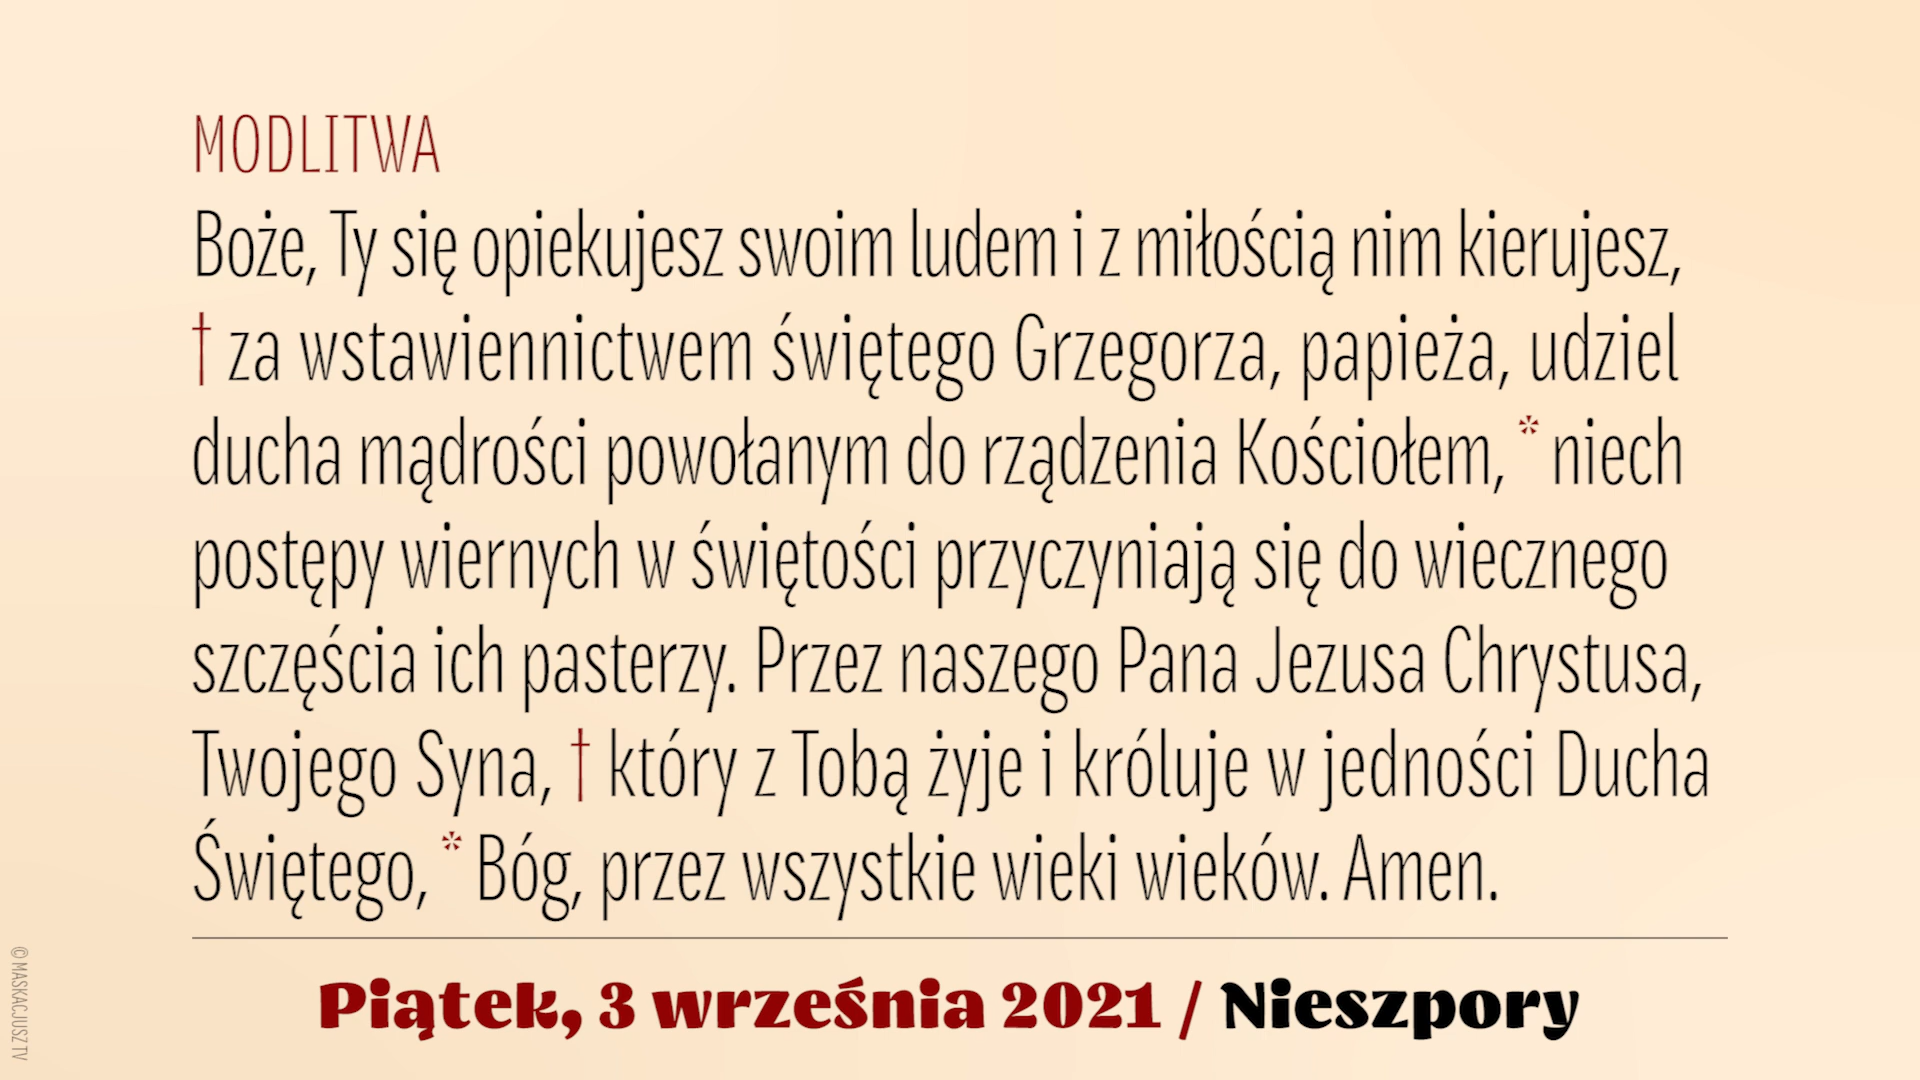 MODLITWA
Boże, Ty się opiekujesz swoim ludem i z miłością nim kierujesz,
† za wstawiennictwem świętego Grzegorza, papieża, udziel
ducha mądrości powołanym do rządzenia Kościołem, * niech
postępy wiernych w świętości przyczyniają się do wiecznego
szczęścia ich pasterzy. Przez naszego Pana Jezusa Chrystusa,
Twojego Syna, † który z Tobą żyje i króluje w jedności Ducha
Świętego, * Bóg, przez wszystkie wieki wieków. Amen.
Piątek, 3 września 2021 / Nieszpory
© MASKACJUSZ TV